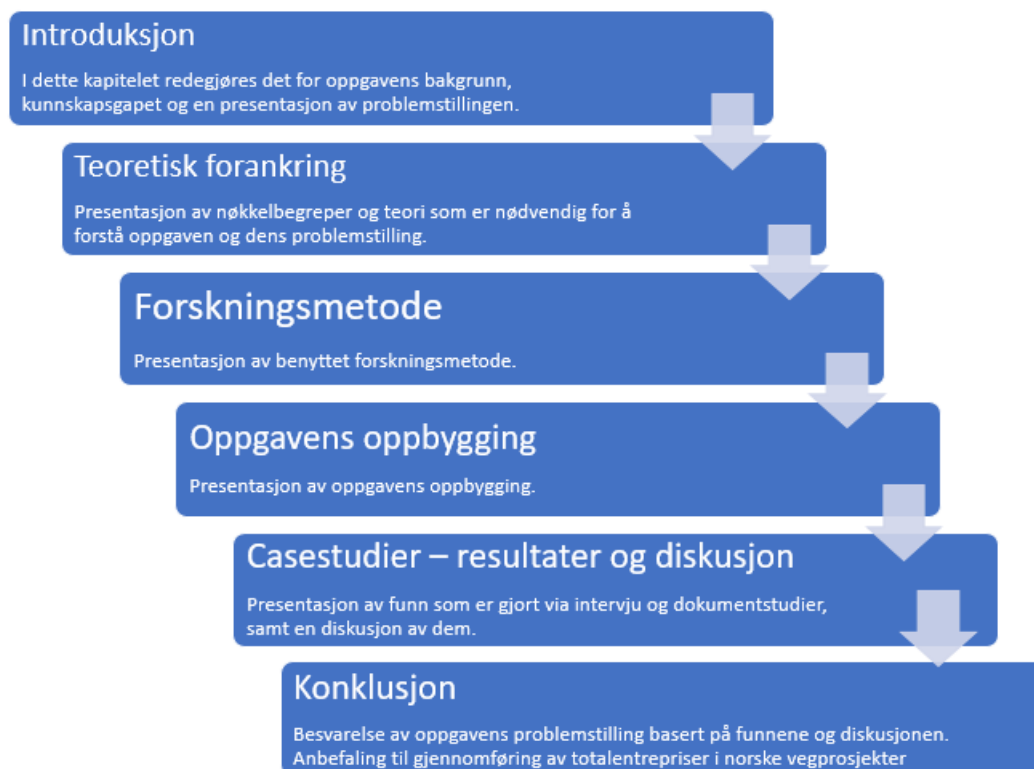 Introduksjon
I dette kapitelet redegjøres det for oppgavens bakgrunn,
kunnskapsgapet og en presentasjon av problemstillingen.
Teoretisk forankring
Presentasjon av nøkkelbegreper og teori som er nødvendig for å
forstå oppgaven og dens problemstilling.
Forskningsmetode
Presentasjon av benyttet forskningsmetode.
Oppgavens oppbygging
Presentasjon av oppgavens oppbygging.
Casestudier – resultater og diskusjon
Presentasjon av funn som er gjort via intervju og dokumentstudier,
samt en diskusjon av dem.
Konklusjon
Besvarelse av oppgavens problemstilling basert på funnene og diskusjonen.
Anbefaling til gjennomføring av totalentrepriser i norske vegprosjekter